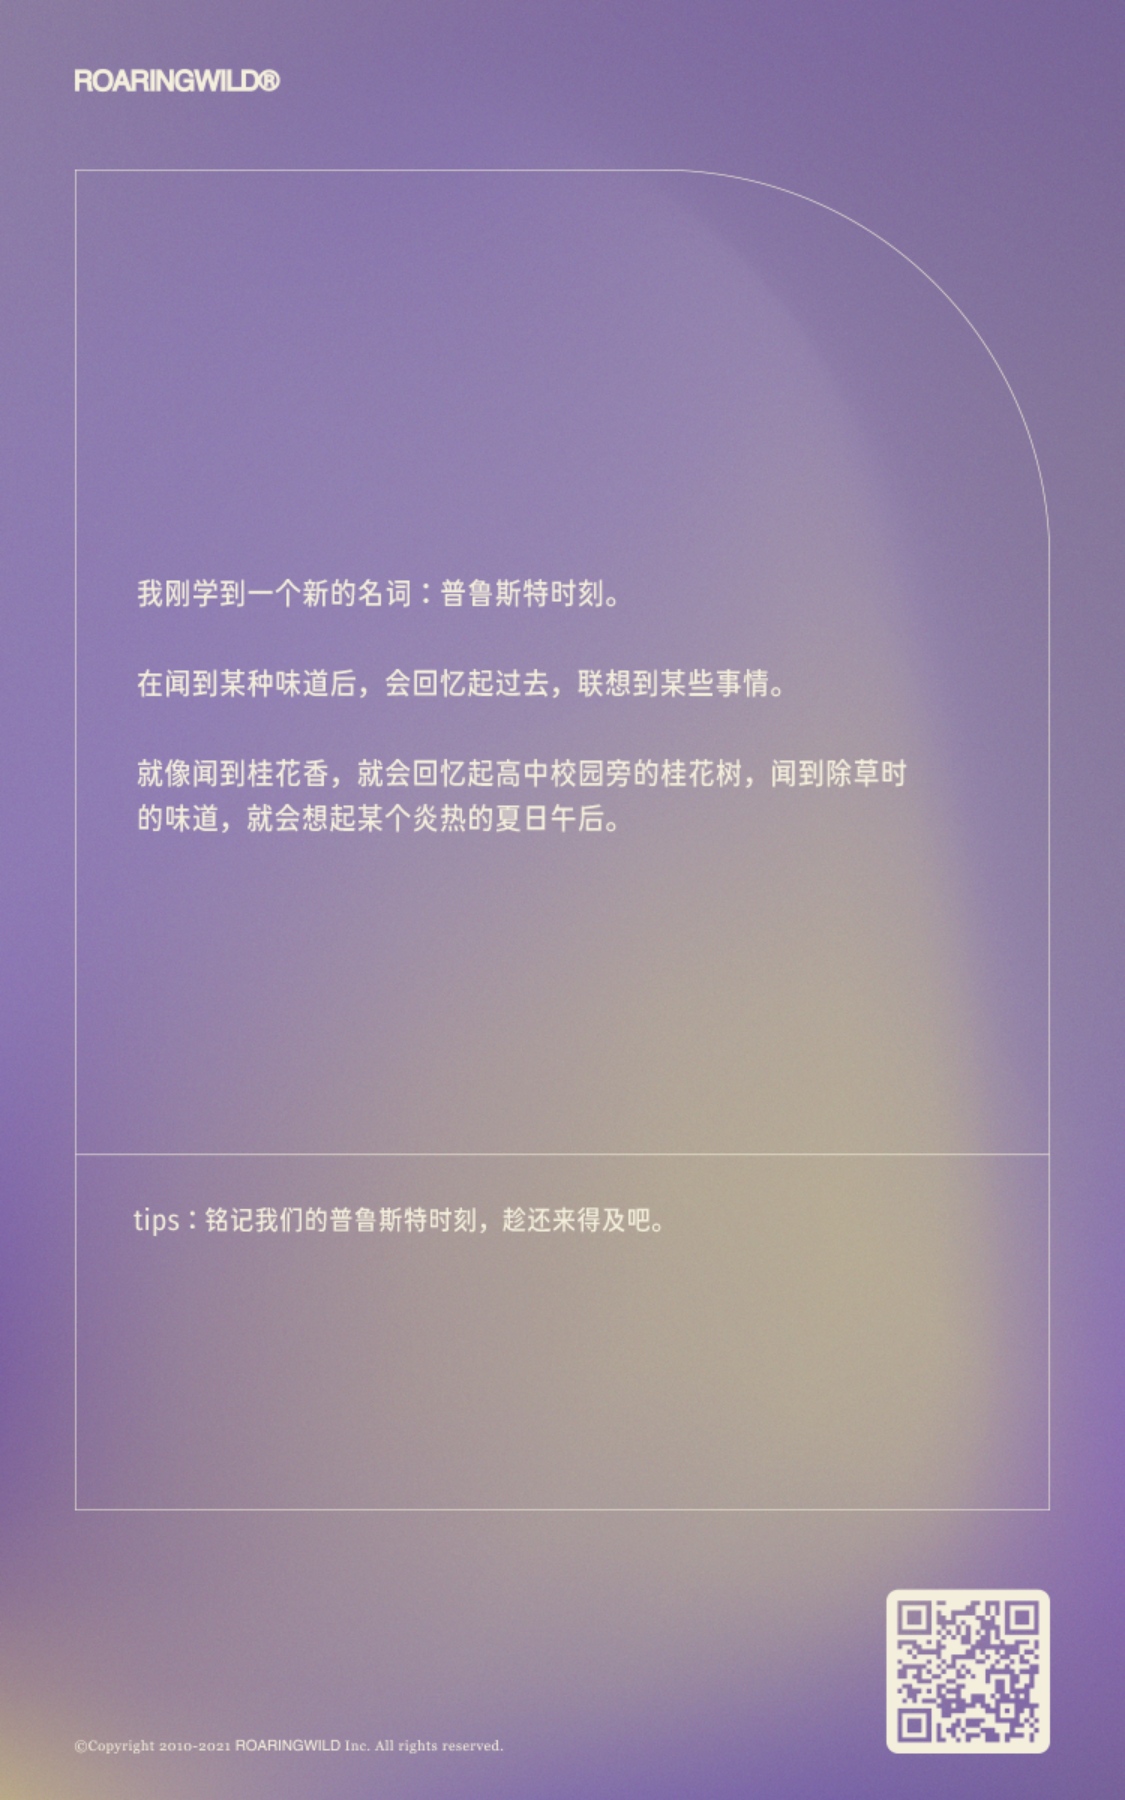 ROARINGWILD®
我刚学到一个新的名词：普鲁斯特时刻。
在闻到某种味道后，会回忆起过去，联想到某些事情。
就像闻到桂花香，就会回忆起高中校园旁的桂花树，闻到除草时
的味道，就会想起某个炎热的夏日午后。
tips：铭记我们的普鲁斯特时刻，趁还来得及吧。
©Copyright 2010-2021 ROARINGWILD Inc. All rights reserved.